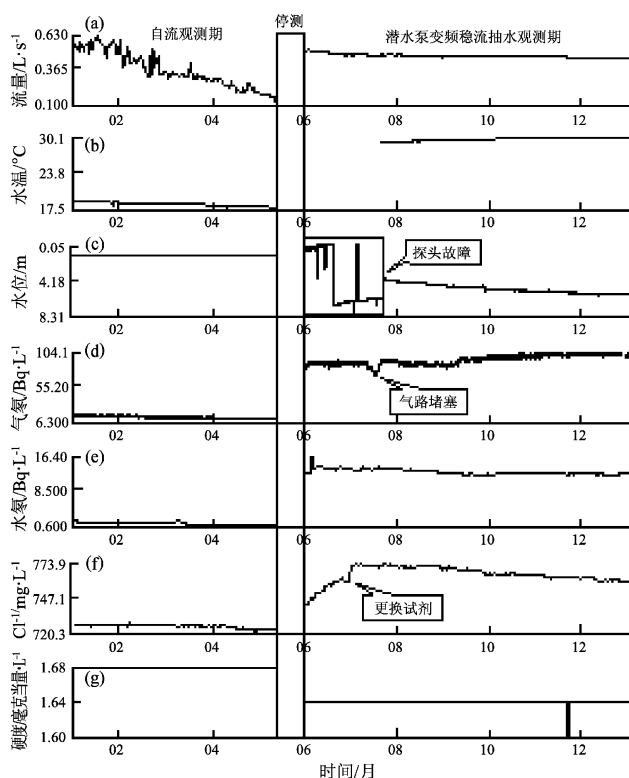 停测
(a) 自流观测期 潜水泵变频稳流抽水观测期
流量/L·s⁻¹
0.630
0.365
0.100
02 04 06 08 10 12
(b)
水温/°C
30.1
23.8
17.5
02 04 06 08 10 12
(c)
水位/m
0.05
4.18
8.31
探头故障
02 04 06 08 10 12
(d)
气氡/Bq·L⁻¹
104.1
55.20
6.300
气路堵塞
02 04 06 08 10 12
(e)
水氡/Bq·L⁻¹
16.40
8.500
0.600
02 04 06 08 10 12
(f)
Cl⁻¹/mg·L⁻¹
773.9
747.1
720.3
更换试剂
02 04 06 08 10 12
(g)
硬度/毫克当量·L⁻¹
1.68
1.64
1.60
02 04 06 08 10 12
时间/月